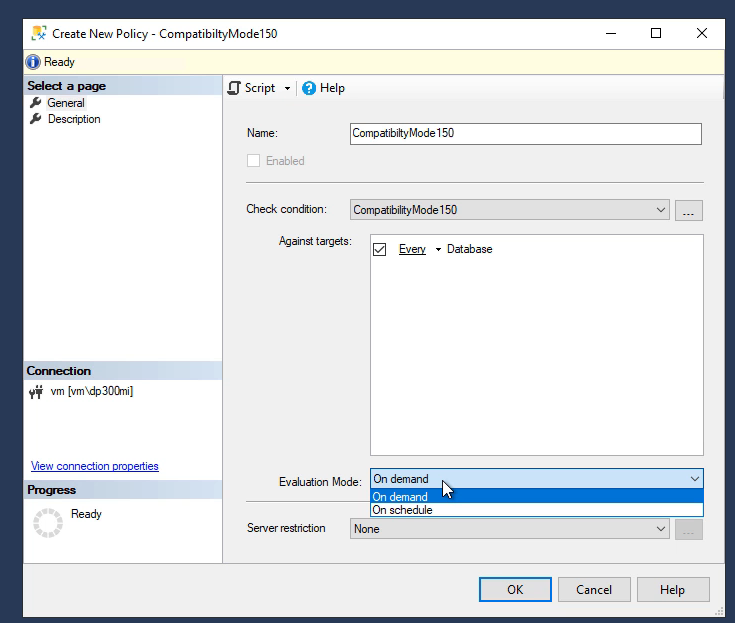 Create New Policy - CompatibiltyMode150
Ready
Select a page
General
Description
Script
Help
Name:
CompatibiltyMode150
Enabled
Check condition:
CompatibilityMode150
...
Against targets:
Every
Database
Connection
vm [vm\dp300mi]
View connection properties
Progress
Ready
Evaluation Mode:
On demand
On demand
On schedule
Server restriction
None
...
OK
Cancel
Help